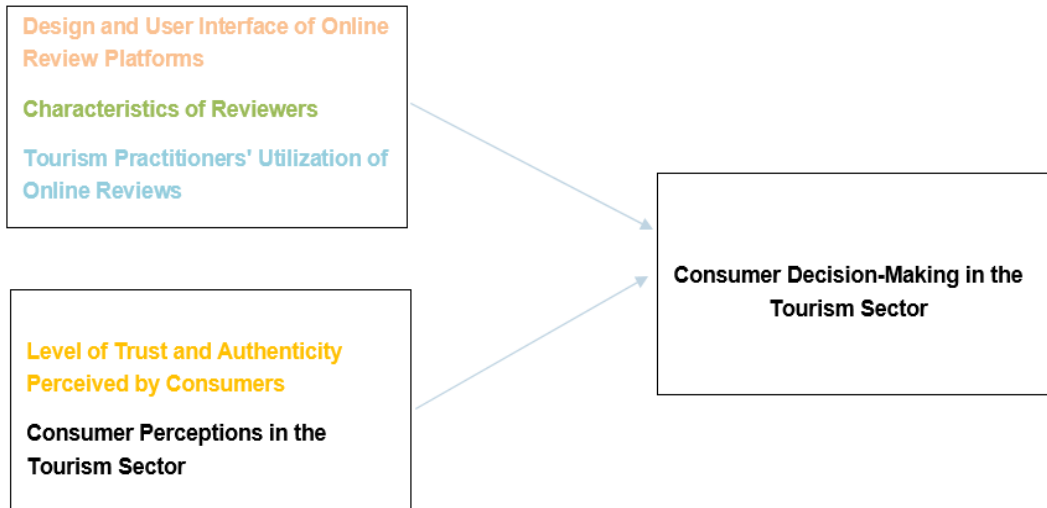 Design and User Interface of Online
Review Platforms
Characteristics of Reviewers
Tourism Practitioners' Utilization of
Online Reviews
Level of Trust and Authenticity
Perceived by Consumers
Consumer Perceptions in the
Tourism Sector
Consumer Decision-Making in the
Tourism Sector